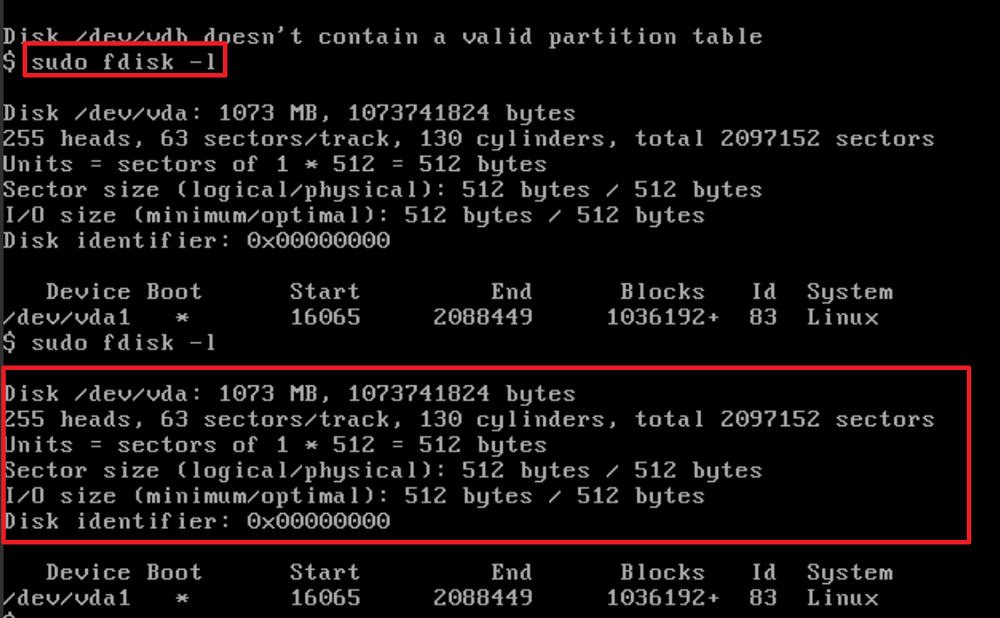 Disk /dev/vdb doesn't contain a valid partition table
$ sudo fdisk -l
Disk /dev/vda: 1073 MB, 1073741824 bytes
255 heads, 63 sectors/track, 130 cylinders, total 2097152 sectors
Units = sectors of 1 * 512 = 512 bytes
Sector size (logical/physical): 512 bytes / 512 bytes
I/O size (minimum/optimal): 512 bytes / 512 bytes
Disk identifier: 0x00000000
Device Boot Start End Blocks Id System
/dev/vda1 * 16065 2088449 1036192+ 83 Linux
$ sudo fdisk -l
Disk /dev/vda: 1073 MB, 1073741824 bytes
255 heads, 63 sectors/track, 130 cylinders, total 2097152 sectors
Units = sectors of 1 * 512 = 512 bytes
Sector size (logical/physical): 512 bytes / 512 bytes
I/O size (minimum/optimal): 512 bytes / 512 bytes
Disk identifier: 0x00000000
Device Boot Start End Blocks Id System
/dev/vda1 * 16065 2088449 1036192+ 83 Linux
$